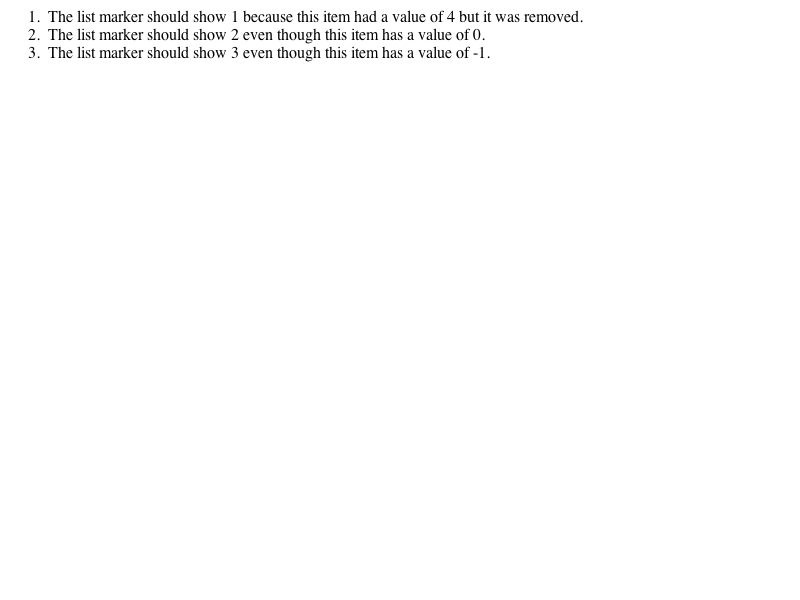 1. The list marker should show 1 because this item had a value of 4 but it was removed.
2. The list marker should show 2 even though this item has a value of 0.
3. The list marker should show 3 even though this item has a value of -1.